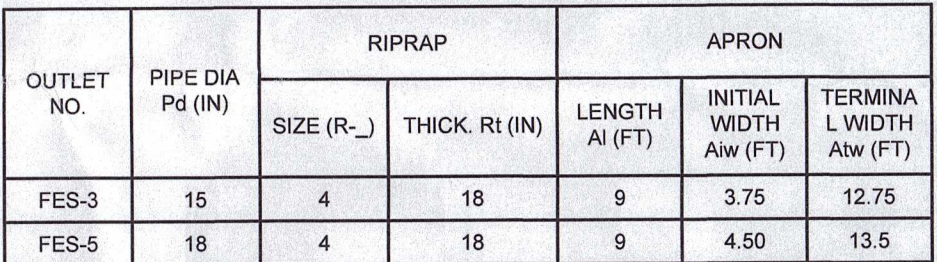 OUTLET NO. PIPE DIA Pd (IN) RIPRAP APRON
SIZE (R-_) THICK. Rt (IN) LENGTH Al (FT) INITIAL WIDTH Aiw (FT) TERMINA L WIDTH Atw (FT)
FES-3 15 4 18 9 3.75 12.75
FES-5 18 4 18 9 4.50 13.5